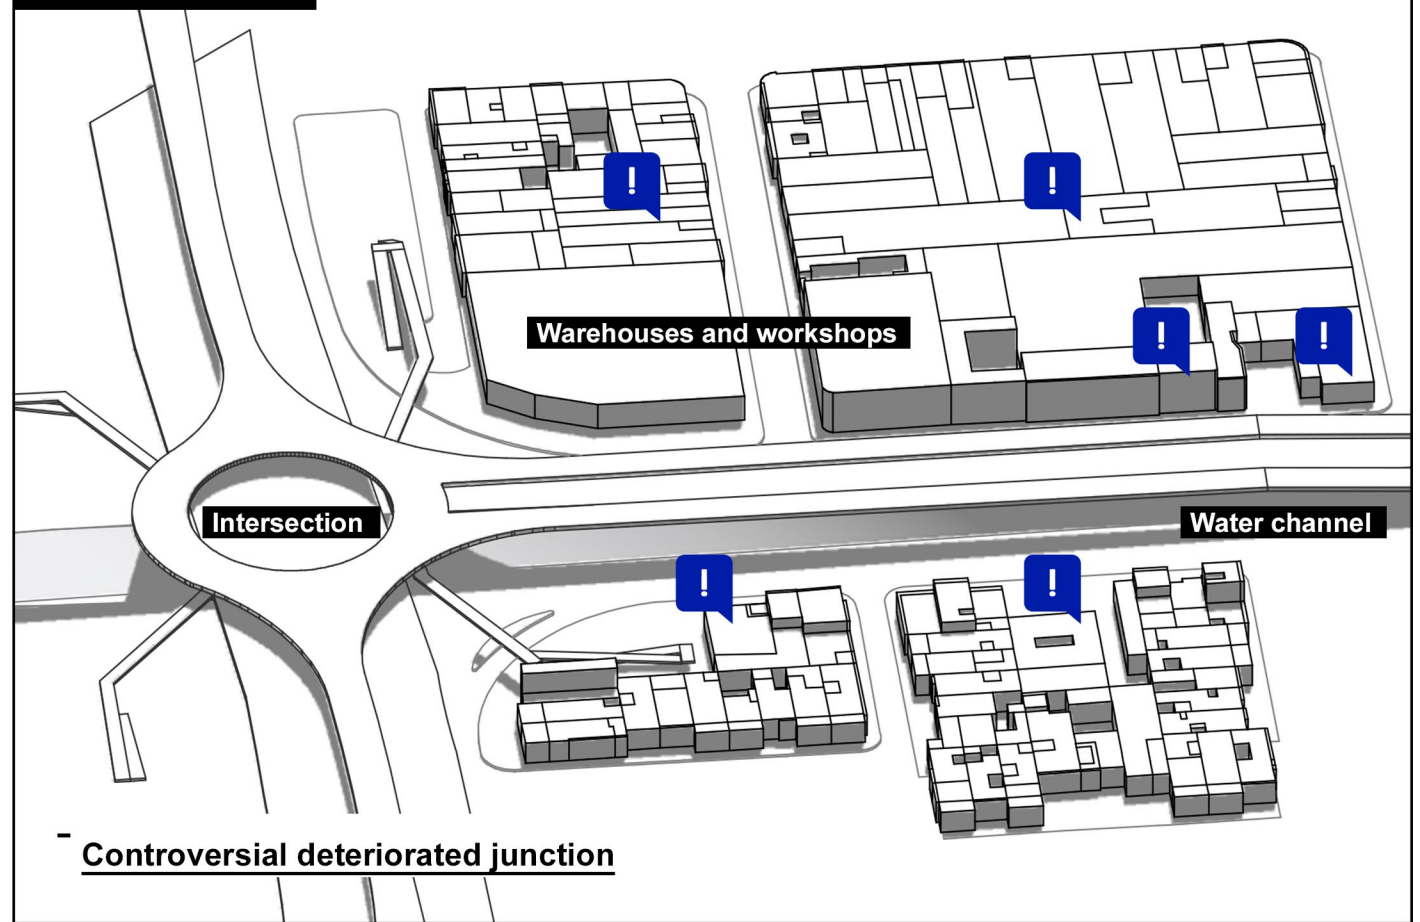 !
!
!
!
Warehouses and workshops
Intersection
Water channel
!
!
- Controversial deteriorated junction